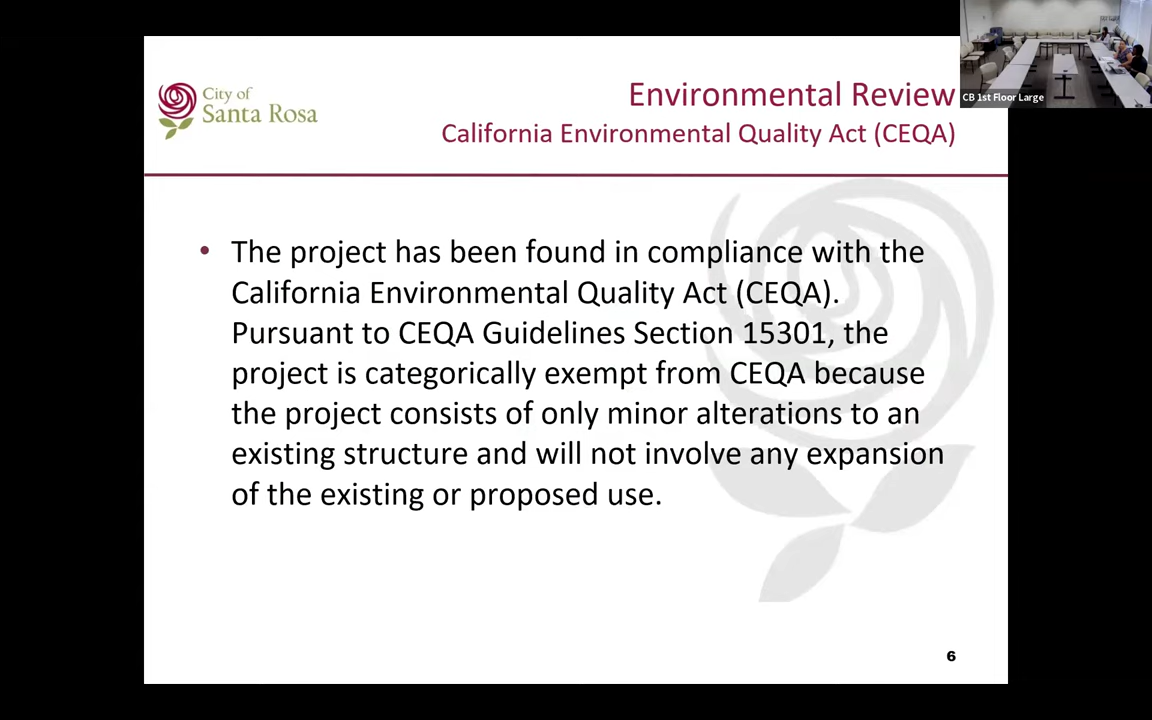 City of
Santa Rosa
Environmental Review
California Environmental Quality Act (CEQA)
CB 1st Floor Large
• The project has been found in compliance with the
California Environmental Quality Act (CEQA).
Pursuant to CEQA Guidelines Section 15301, the
project is categorically exempt from CEQA because
the project consists of only minor alterations to an
existing structure and will not involve any expansion
of the existing or proposed use.
6